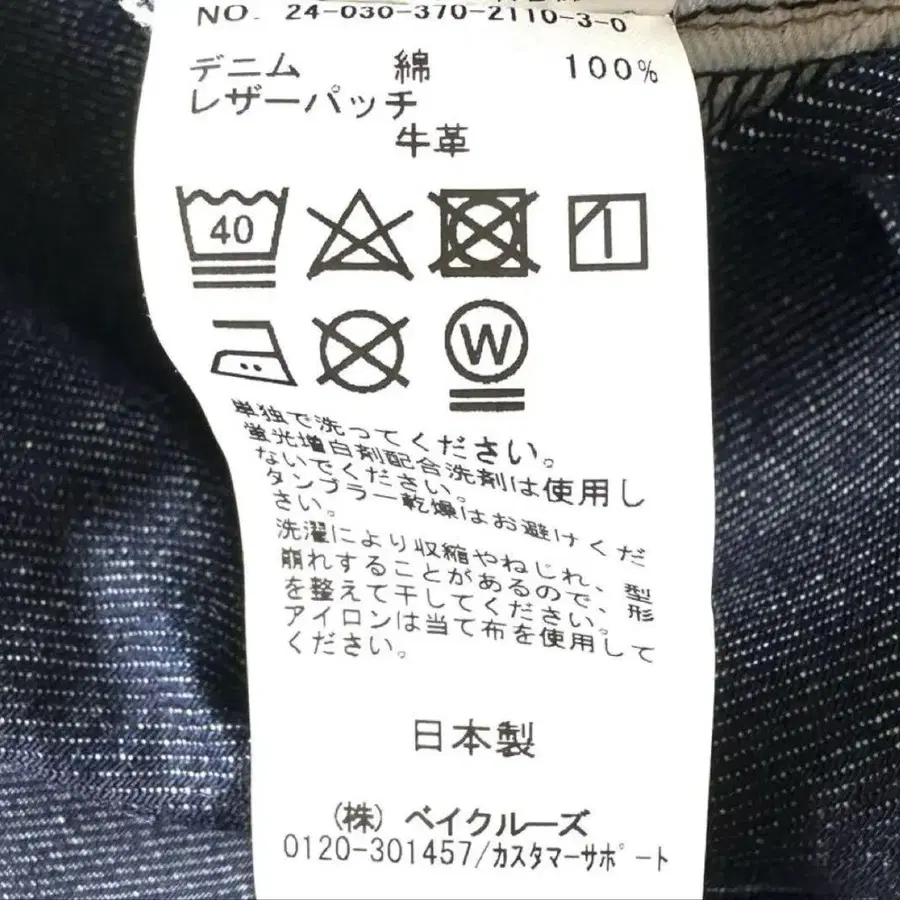 NO. 24-030-370-2110-3-0
デニム 綿 100%
レザーパッチ
牛革
40
W
単独で洗ってください。
蛍光増白剤配合洗剤は使用し
ないでください。
タンブラー乾燥はお避けくだ
さい。
洗濯により収縮やねじれ、型
崩れすることがあるので、形
を整えて干してください。
アイロンは当て布を使用して
ください。
日本製
(株) ベイクルーズ
0120-301457/カスタマーサポート